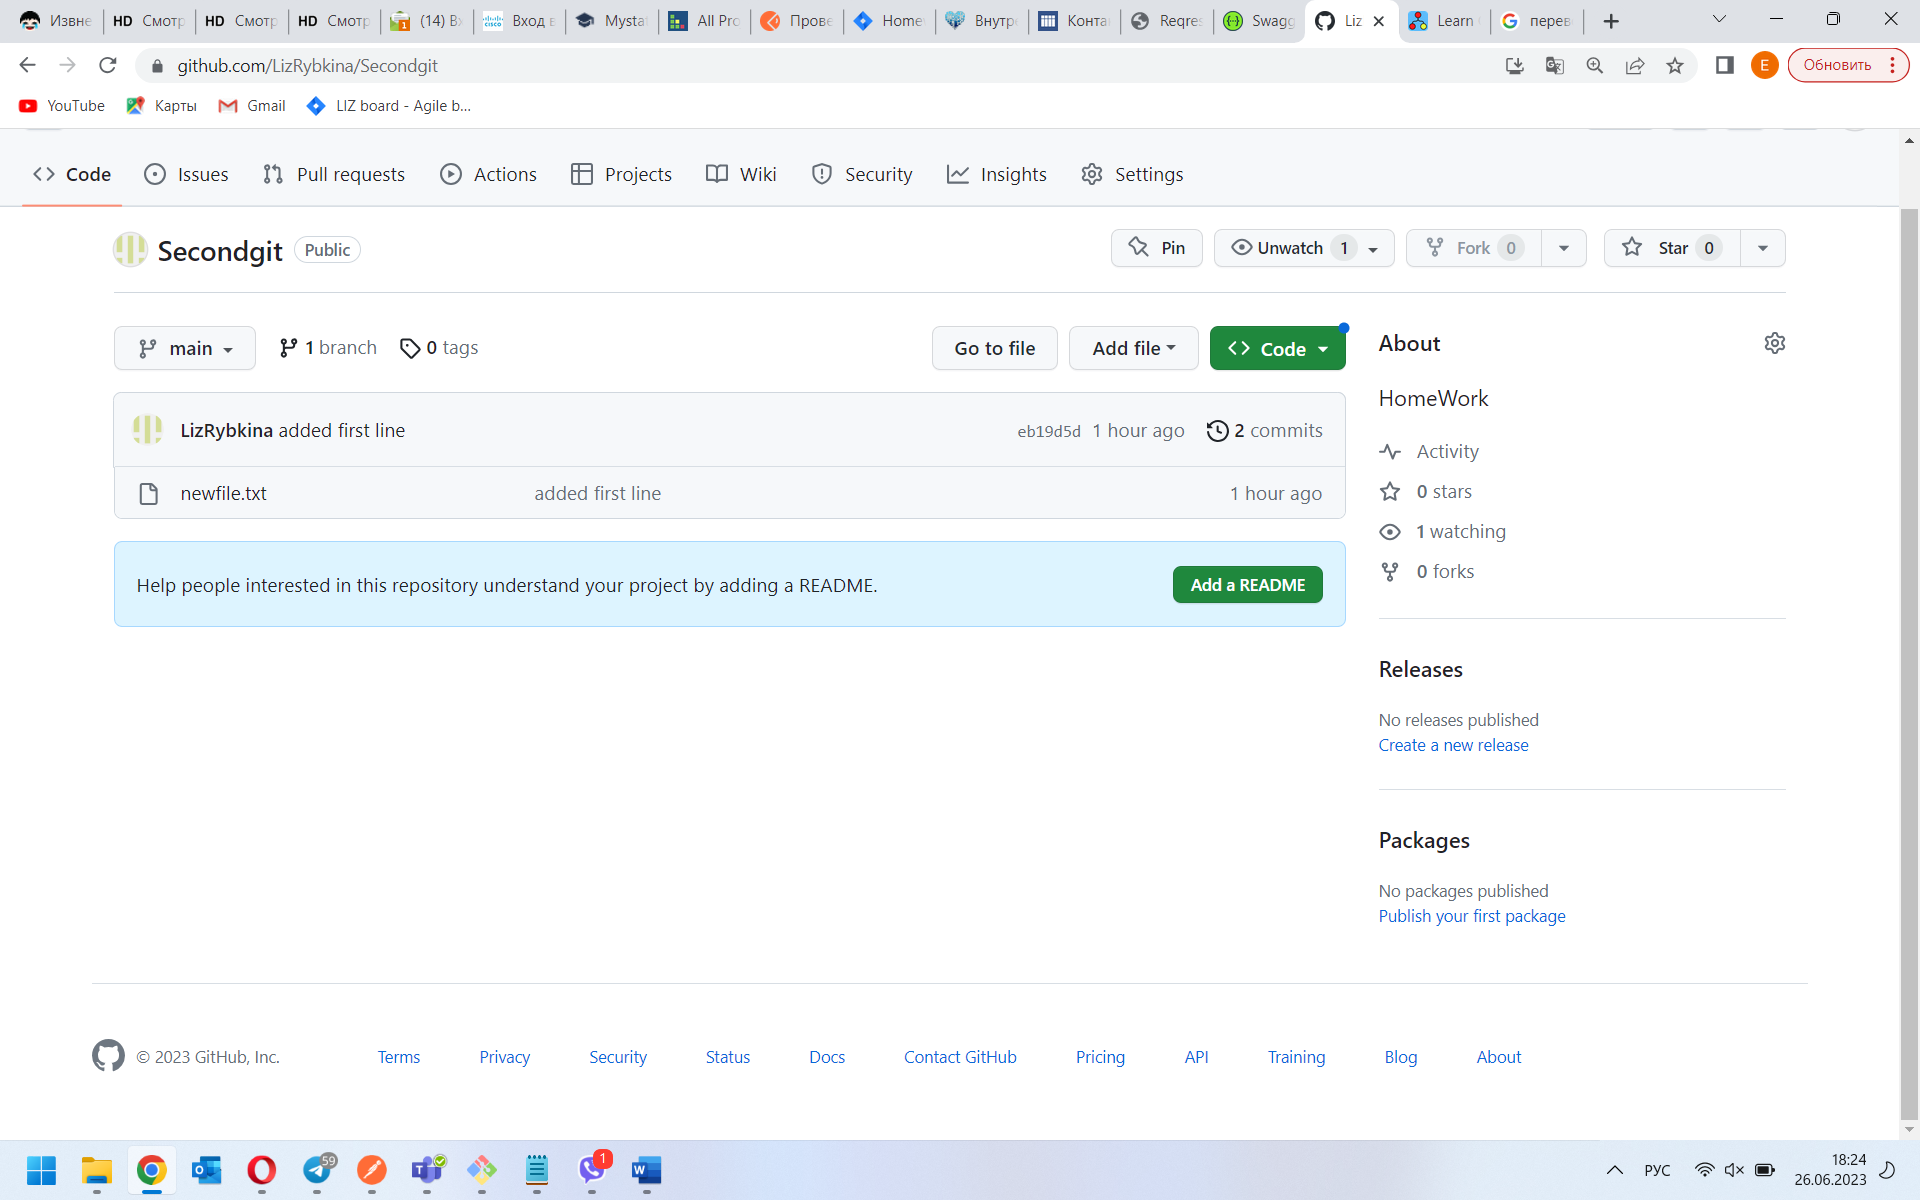 Извне HD Смотр HD Смотр HD Смотр (14) Вх Вход в Mystat All Pro Прове Home Внутр Конта Reqres Swagg Liz Learn перев
github.com/LizRybkina/Secondgit E Обновить
YouTube Карты Gmail LIZ board - Agile b...
Code Issues Pull requests Actions Projects Wiki Security Insights Settings
Secondgit Public Pin Unwatch 1 Fork 0 Star 0
main 1 branch 0 tags Go to file Add file Code
LizRybkina added first line eb19d5d 1 hour ago 2 commits
newfile.txt added first line 1 hour ago
Help people interested in this repository understand your project by adding a README. Add a README
About
HomeWork
Activity
0 stars
1 watching
0 forks
Releases
No releases published
Create a new release
Packages
No packages published
Publish your first package
© 2023 GitHub, Inc. Terms Privacy Security Status Docs Contact GitHub Pricing API Training Blog About
59 1 РУС 18:24
26.06.2023